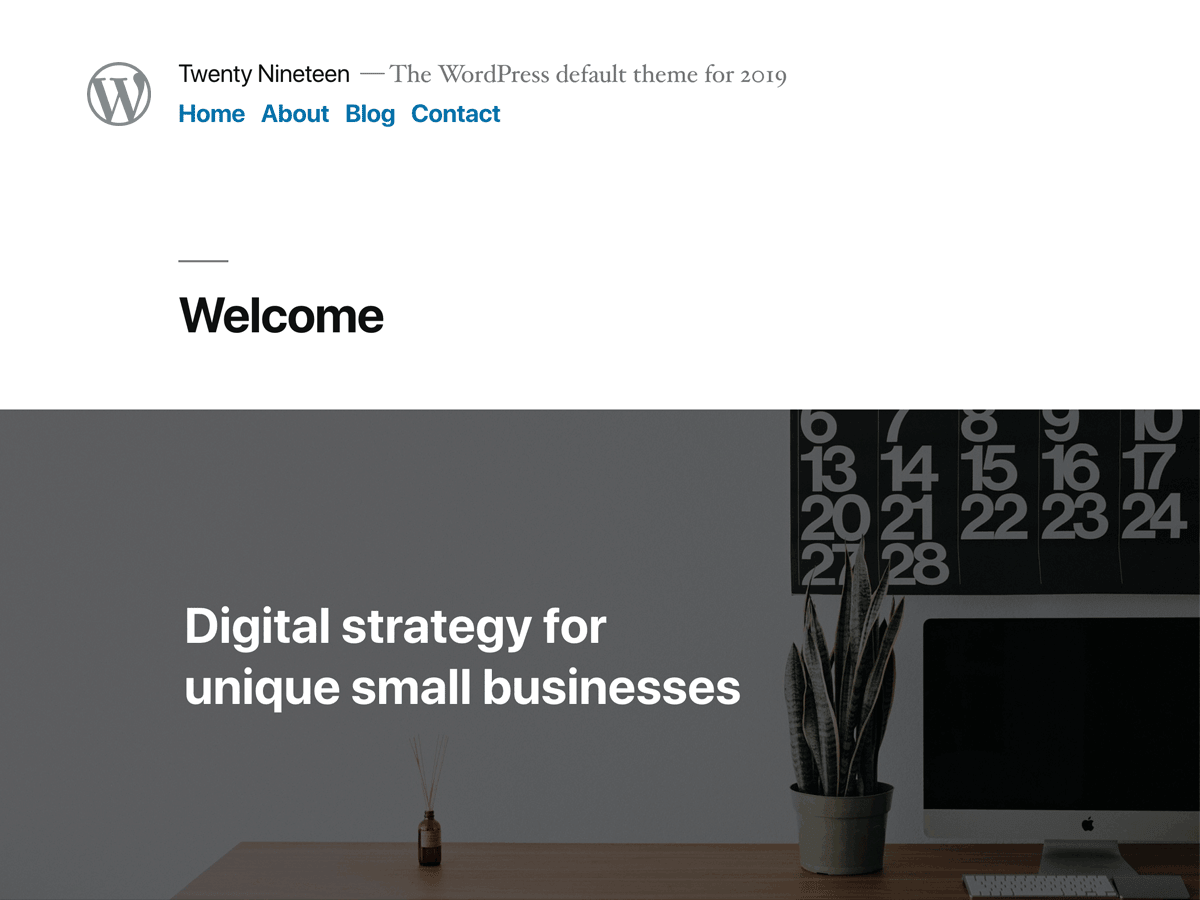 Twenty Nineteen — The WordPress default theme for 2019
Home About Blog Contact
Welcome
6 7 8 9 10
13 14 15 16 17
20 21 22 23 24
27 28
Digital strategy for
unique small businesses